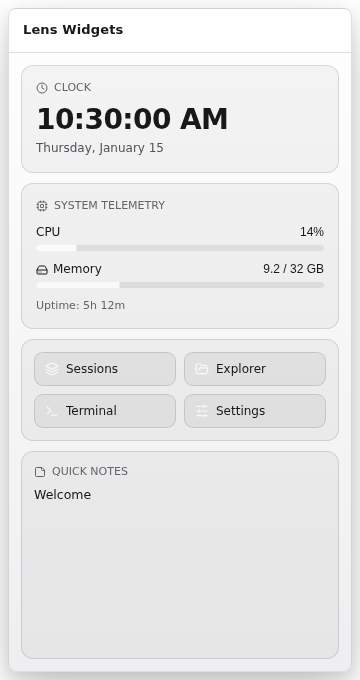 Lens Widgets
CLOCK
10:30:00 AM
Thursday, January 15
SYSTEM TELEMETRY
CPU 14%
Memory 9.2 / 32 GB
Uptime: 5h 12m
Sessions Explorer
Terminal Settings
QUICK NOTES
Welcome